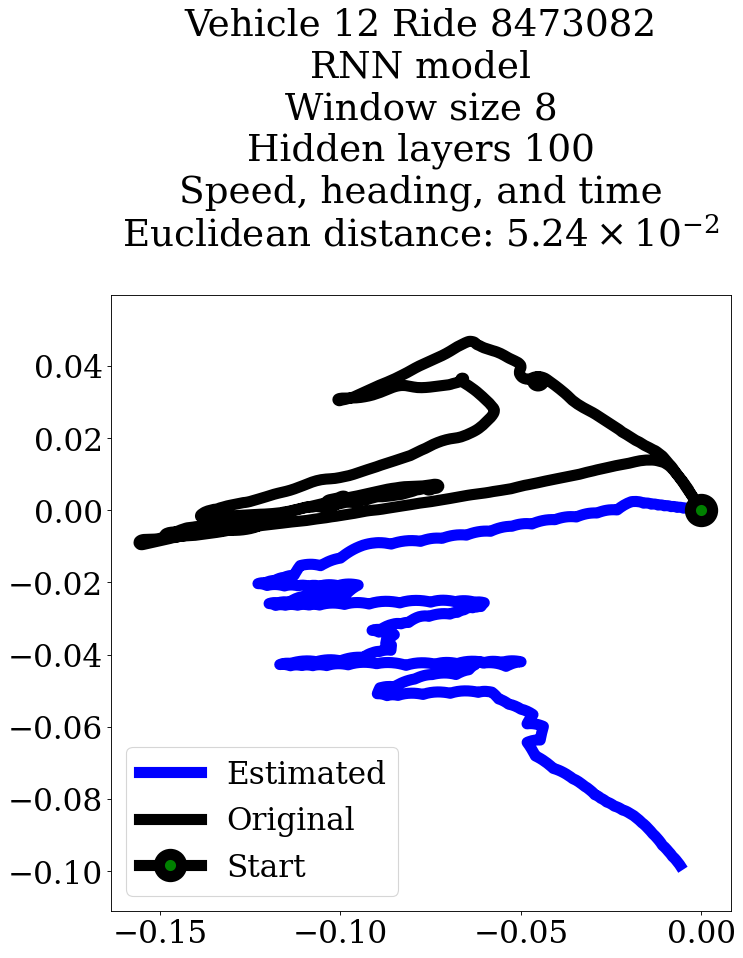 Vehicle 12 Ride 8473082
RNN model
Window size 8
Hidden layers 100
Speed, heading, and time
Euclidean distance: 5.24 × 10⁻²
0.04
0.02
0.00
−0.02
−0.04
−0.06
−0.08
−0.10
Estimated
Original
Start
−0.15 −0.10 −0.05 0.00